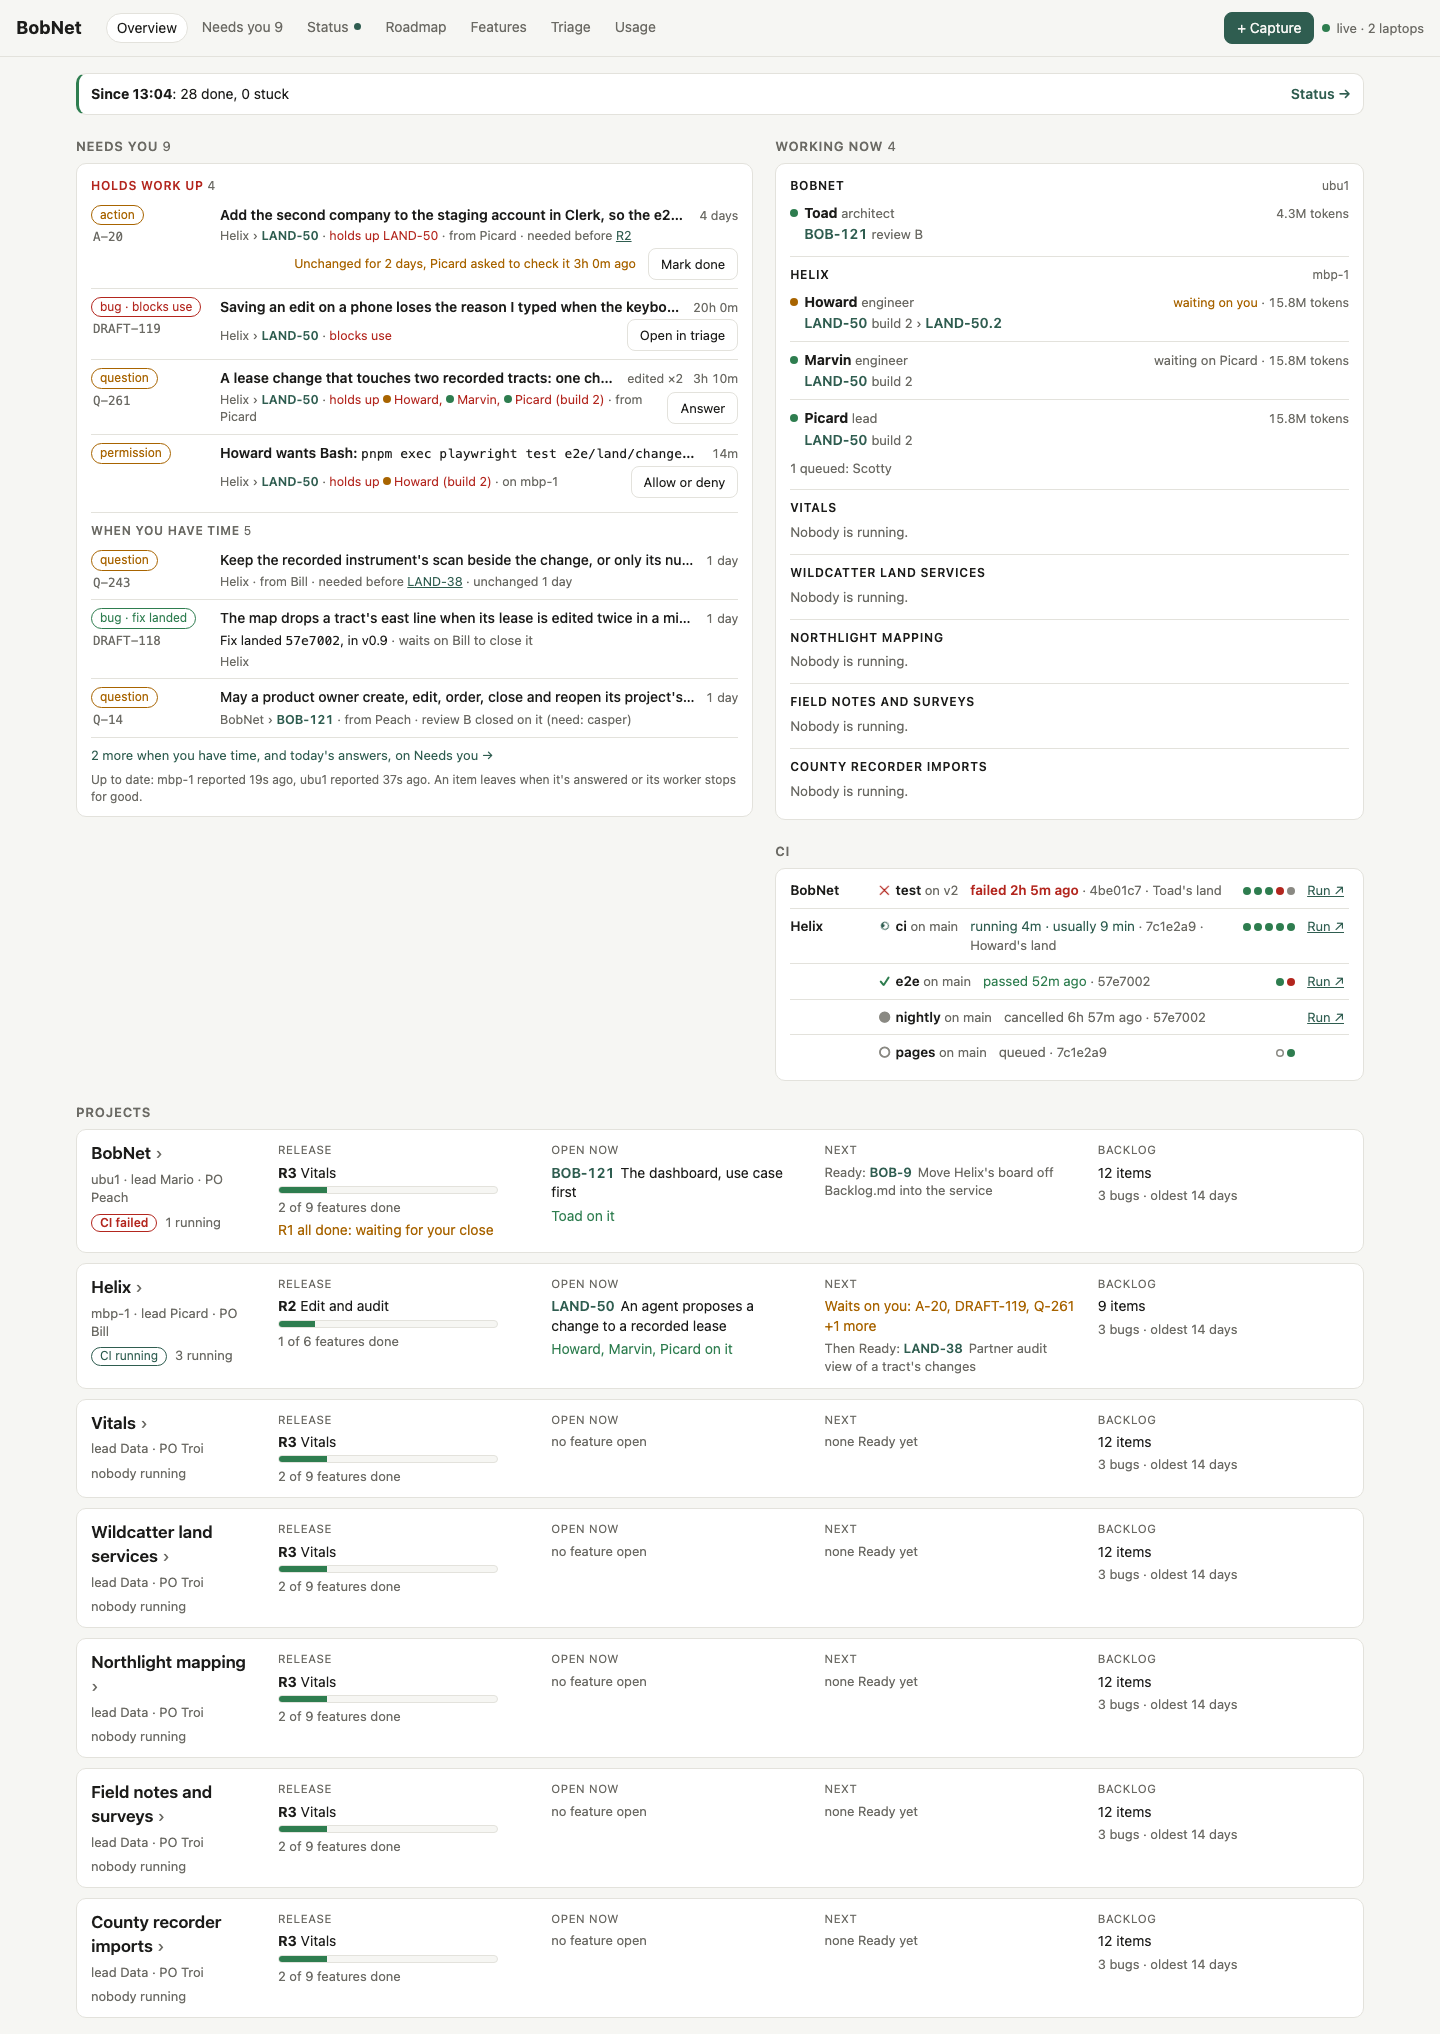 BobNet
Overview
Needs you 9
Status
Roadmap
Features
Triage
Usage
+ Capture
live · 2 laptops
Since 13:04: 28 done, 0 stuck
Status →
NEEDS YOU 9
HOLDS WORK UP 4
action
A–20
Add the second company to the staging account in Clerk, so the e2...
4 days
Helix › LAND-50 · holds up LAND-50 · from Picard · needed before R2
Unchanged for 2 days, Picard asked to check it 3h 0m ago
Mark done
bug · blocks use
DRAFT–119
Saving an edit on a phone loses the reason I typed when the keybo...
20h 0m
Helix › LAND-50 · blocks use
Open in triage
question
Q–261
A lease change that touches two recorded tracts: one ch...
edited ×2 3h 10m
Helix › LAND-50 · holds up Howard, Marvin, Picard (build 2) · from
Picard
Answer
permission
Howard wants Bash: pnpm exec playwright test e2e/land/change...
14m
Helix › LAND-50 · holds up Howard (build 2) · on mbp-1
Allow or deny
WHEN YOU HAVE TIME 5
question
Q–243
Keep the recorded instrument's scan beside the change, or only its nu...
1 day
Helix · from Bill · needed before LAND-38 · unchanged 1 day
bug · fix landed
DRAFT–118
The map drops a tract's east line when its lease is edited twice in a mi...
1 day
Fix landed 57e7002, in v0.9 · waits on Bill to close it
Helix
question
Q–14
May a product owner create, edit, order, close and reopen its project's...
1 day
BobNet › BOB-121 · from Peach · review B closed on it (need: casper)
2 more when you have time, and today's answers, on Needs you →
Up to date: mbp-1 reported 19s ago, ubu1 reported 37s ago. An item leaves when it's answered or its worker stops
for good.
WORKING NOW 4
BOBNET
ubu1
Toad architect
4.3M tokens
BOB-121 review B
HELIX
mbp-1
Howard engineer
waiting on you · 15.8M tokens
LAND-50 build 2 › LAND-50.2
Marvin engineer
waiting on Picard · 15.8M tokens
LAND-50 build 2
Picard lead
15.8M tokens
LAND-50 build 2
1 queued: Scotty
VITALS
Nobody is running.
WILDCATTER LAND SERVICES
Nobody is running.
NORTHLIGHT MAPPING
Nobody is running.
FIELD NOTES AND SURVEYS
Nobody is running.
COUNTY RECORDER IMPORTS
Nobody is running.
CI
BobNet
test on v2
failed 2h 5m ago · 4be01c7 · Toad's land
Run ↗
Helix
ci on main
running 4m · usually 9 min · 7c1e2a9 ·
Howard's land
Run ↗
e2e on main
passed 52m ago · 57e7002
Run ↗
nightly on main
cancelled 6h 57m ago · 57e7002
Run ↗
pages on main
queued · 7c1e2a9
PROJECTS
BobNet ›
ubu1 · lead Mario · PO
Peach
CI failed
1 running
RELEASE
R3 Vitals
2 of 9 features done
R1 all done: waiting for your close
OPEN NOW
BOB-121 The dashboard, use case
first
Toad on it
NEXT
Ready: BOB-9 Move Helix's board off
Backlog.md into the service
BACKLOG
12 items
3 bugs · oldest 14 days
Helix ›
mbp-1 · lead Picard · PO
Bill
CI running
3 running
RELEASE
R2 Edit and audit
1 of 6 features done
OPEN NOW
LAND-50 An agent proposes a
change to a recorded lease
Howard, Marvin, Picard on it
NEXT
Waits on you: A-20, DRAFT-119, Q-261
+1 more
Then Ready: LAND-38 Partner audit
view of a tract's changes
BACKLOG
9 items
3 bugs · oldest 14 days
Vitals ›
lead Data · PO Troi
nobody running
RELEASE
R3 Vitals
2 of 9 features done
OPEN NOW
no feature open
NEXT
none Ready yet
BACKLOG
12 items
3 bugs · oldest 14 days
Wildcatter land
services ›
lead Data · PO Troi
nobody running
RELEASE
R3 Vitals
2 of 9 features done
OPEN NOW
no feature open
NEXT
none Ready yet
BACKLOG
12 items
3 bugs · oldest 14 days
Northlight mapping
›
lead Data · PO Troi
nobody running
RELEASE
R3 Vitals
2 of 9 features done
OPEN NOW
no feature open
NEXT
none Ready yet
BACKLOG
12 items
3 bugs · oldest 14 days
Field notes and
surveys ›
lead Data · PO Troi
nobody running
RELEASE
R3 Vitals
2 of 9 features done
OPEN NOW
no feature open
NEXT
none Ready yet
BACKLOG
12 items
3 bugs · oldest 14 days
County recorder
imports ›
lead Data · PO Troi
nobody running
RELEASE
R3 Vitals
2 of 9 features done
OPEN NOW
no feature open
NEXT
none Ready yet
BACKLOG
12 items
3 bugs · oldest 14 days